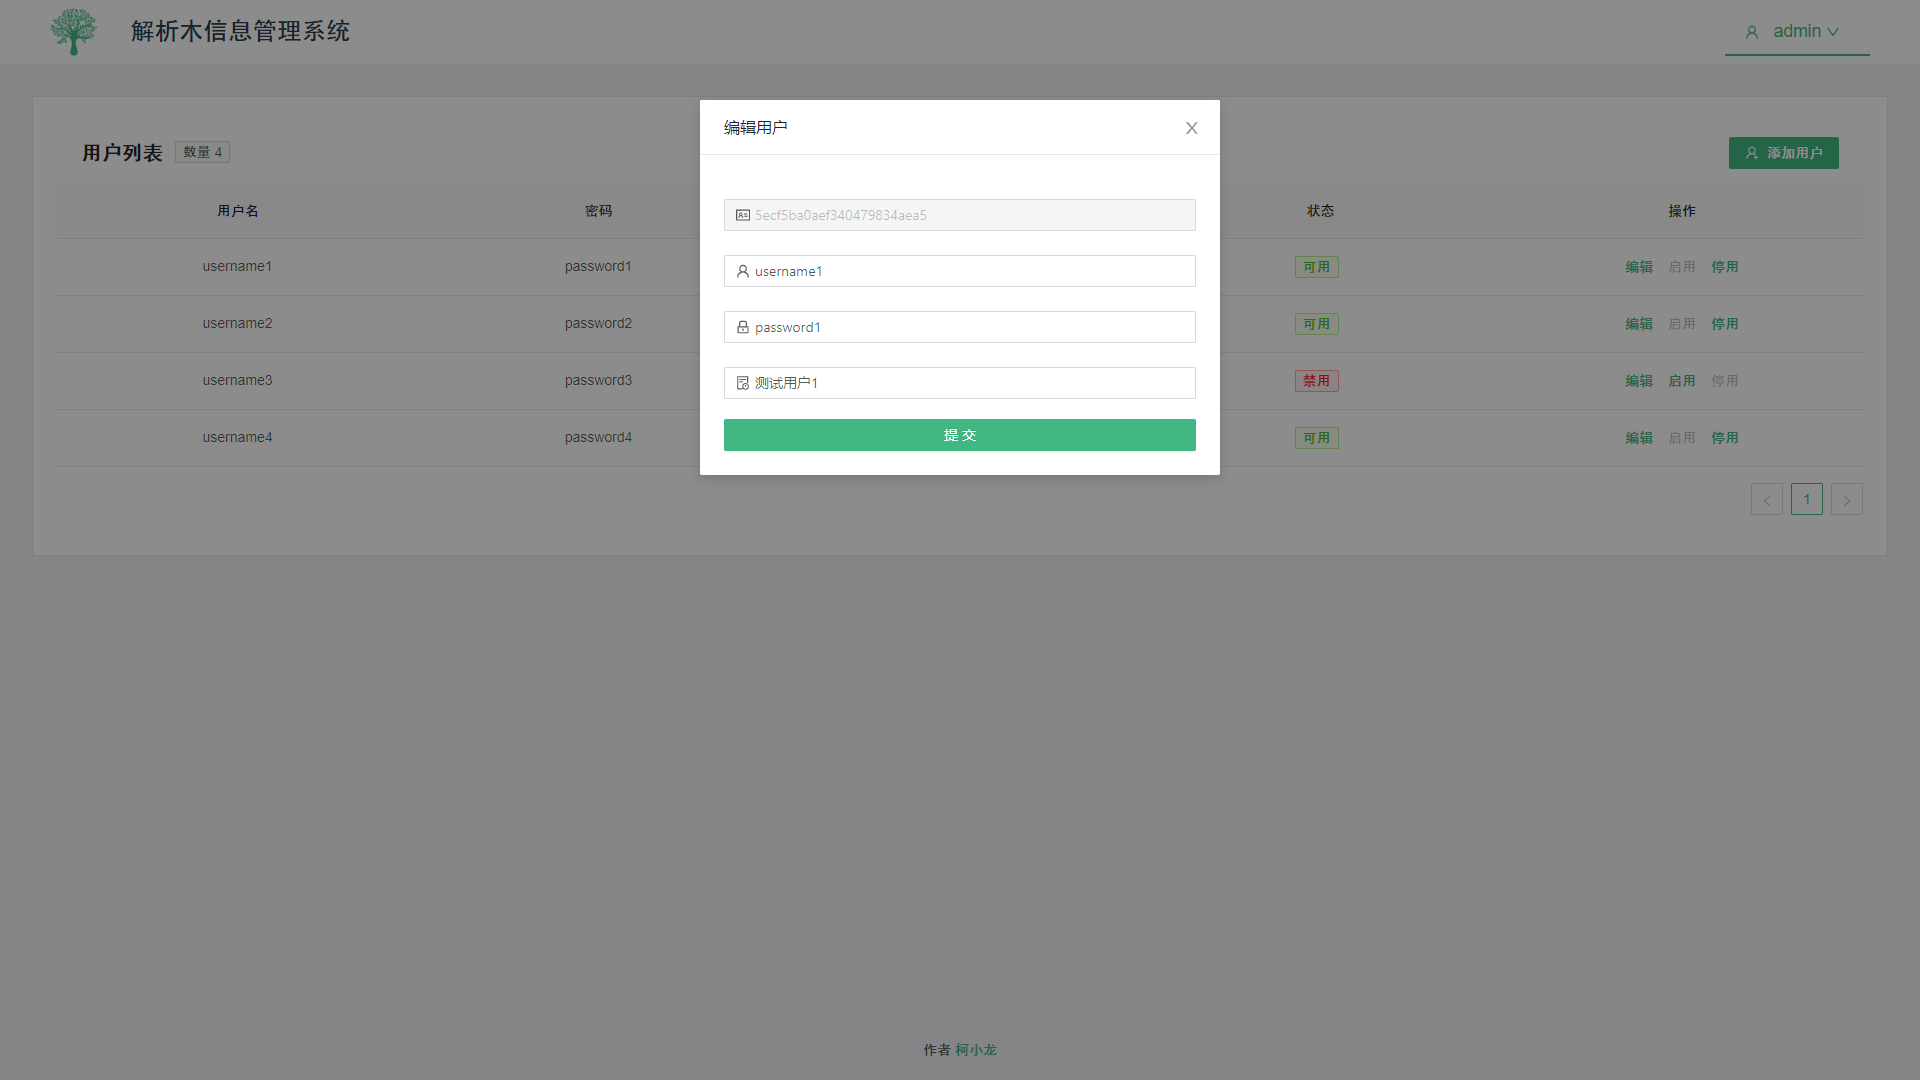 解析木信息管理系统
admin
编辑用户
用户列表 数量 4
添加用户
用户名 密码 状态 操作
5ecf5ba0aef340479834aea5
username1
password1
测试用户1
提 交
username1 password1 可用 编辑 启用 停用
username2 password2 可用 编辑 启用 停用
username3 password3 禁用 编辑 启用 停用
username4 password4 可用 编辑 启用 停用
< 1 >
作者 柯小龙